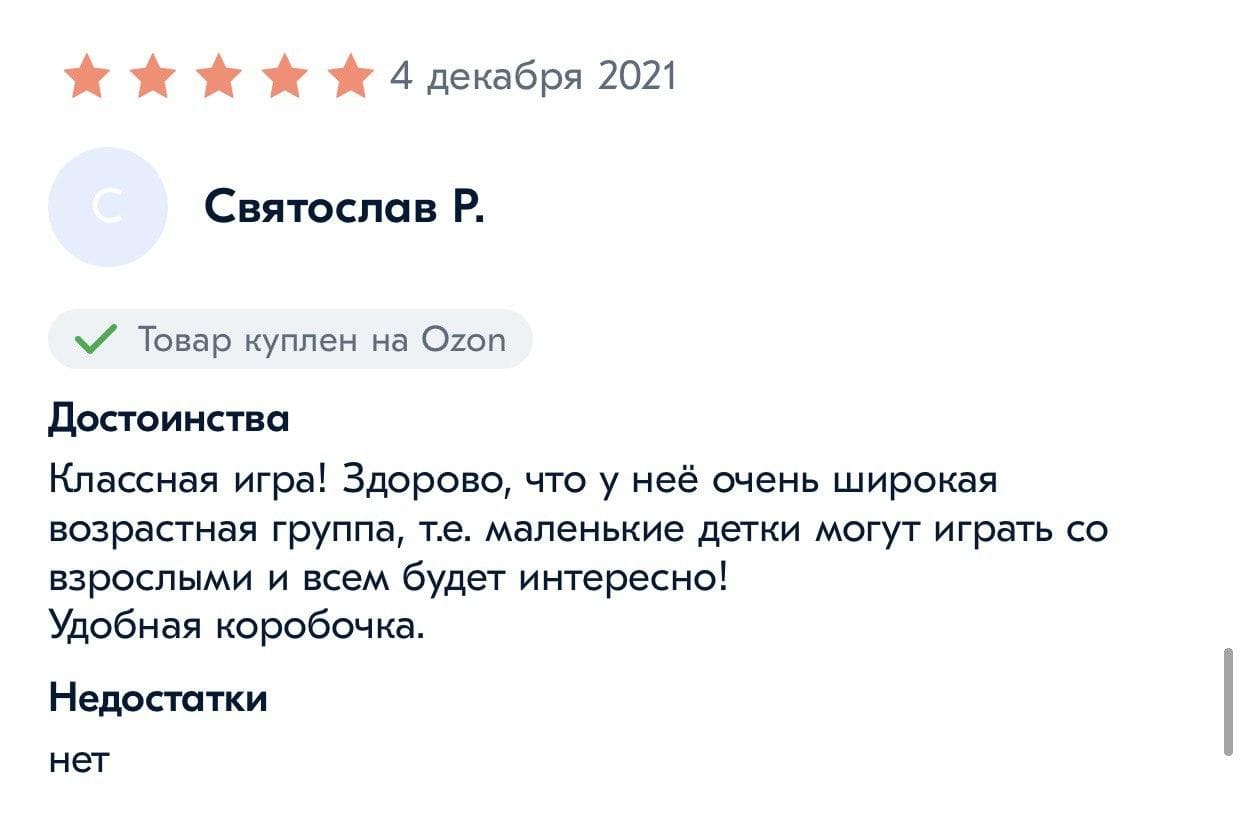 4 декабря 2021
С
Святослав Р.
Товар куплен на Ozon
Достоинства
Классная игра! Здорово, что у неё очень широкая
возрастная группа, т.е. маленькие детки могут играть со
взрослыми и всем будет интересно!
Удобная коробочка.
Недостатки
нет